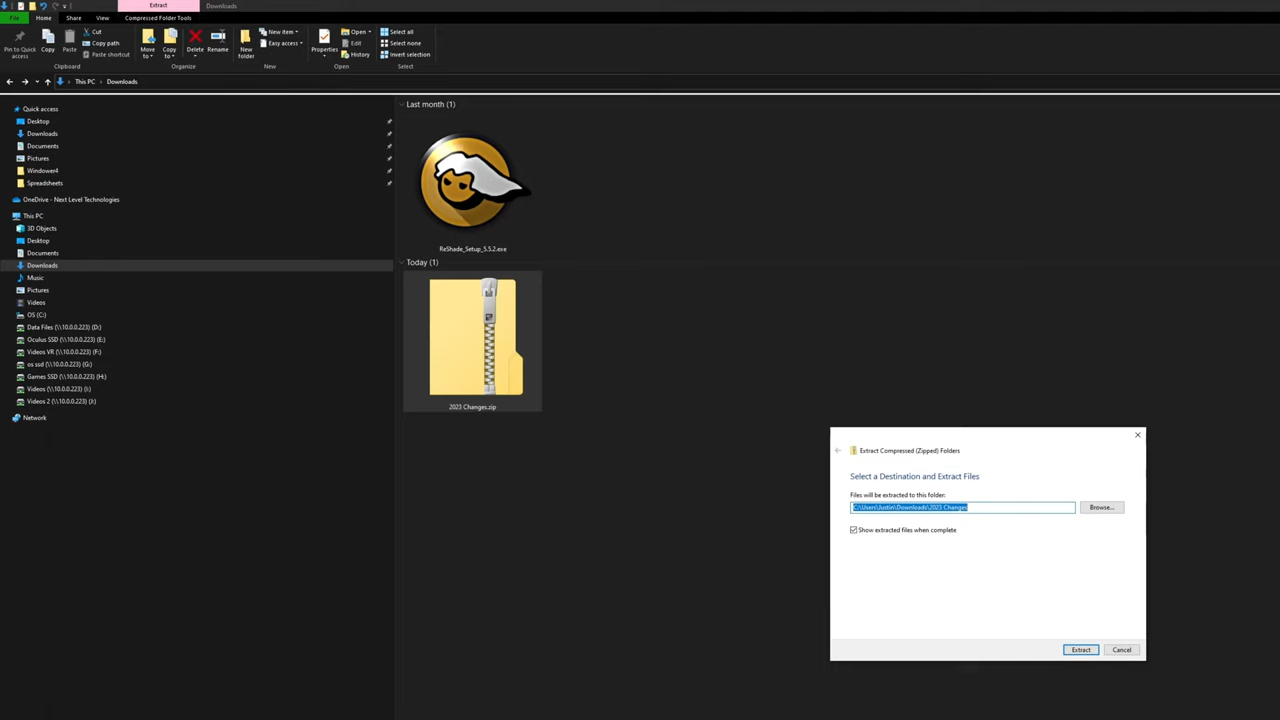 Extract
Downloads
File
Home
Share
View
Compressed Folder Tools
Pin to Quick
access
Copy
Paste
Cut
Copy path
Paste shortcut
Clipboard
Move
to
Copy
to
Delete
Rename
Organize
New
folder
New item
Easy access
New
Properties
Open
Edit
History
Open
Select all
Select none
Invert selection
Select
This PC
Downloads
Quick access
Desktop
Downloads
Documents
Pictures
Windower4
Spreadsheets
OneDrive - Next Level Technologies
This PC
3D Objects
Desktop
Documents
Downloads
Music
Pictures
Videos
OS (C:)
Data Files (\\10.0.0.223) (D:)
Oculus SSD (\\10.0.0.223) (E:)
Videos VR (\\10.0.0.223) (F:)
os ssd (\\10.0.0.223) (G:)
Games SSD (\\10.0.0.223) (H:)
Videos (\\10.0.0.223) (I:)
Videos 2 (\\10.0.0.223) (J:)
Network
Last month (1)
ReShade_Setup_5.5.2.exe
Today (1)
2023 Changes.zip
Extract Compressed (Zipped) Folders
Select a Destination and Extract Files
Files will be extracted to this folder:
C:\Users\Justin\Downloads\2023 Changes
Browse...
Show extracted files when complete
Extract
Cancel